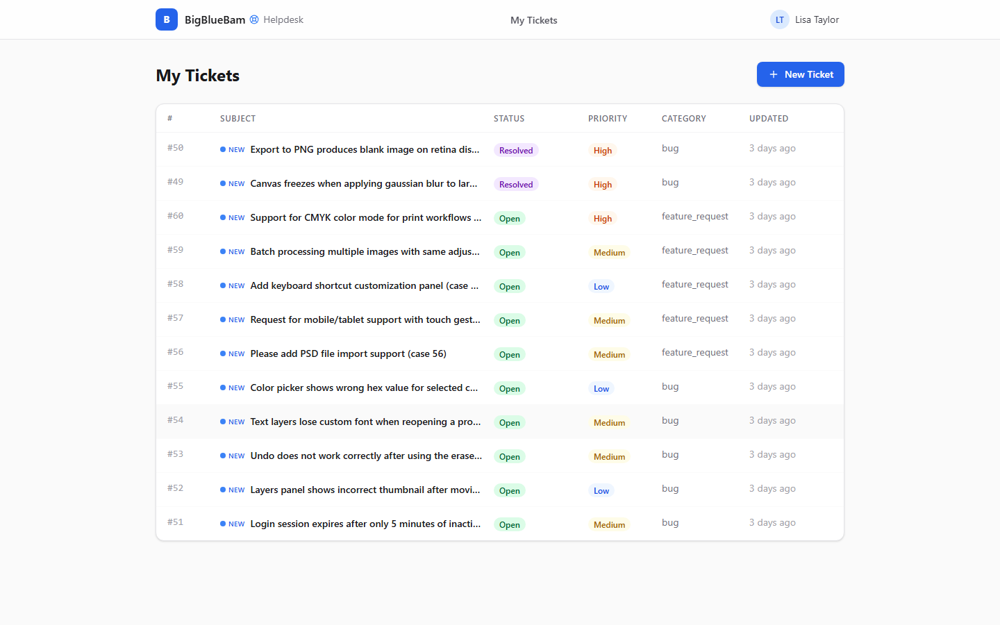 B BigBlueBam Helpdesk My Tickets LT Lisa Taylor
My Tickets + New Ticket
# SUBJECT STATUS PRIORITY CATEGORY UPDATED
#50 NEW Export to PNG produces blank image on retina dis... Resolved High bug 3 days ago
#49 NEW Canvas freezes when applying gaussian blur to lar... Resolved High bug 3 days ago
#60 NEW Support for CMYK color mode for print workflows ... Open High feature_request 3 days ago
#59 NEW Batch processing multiple images with same adjus... Open Medium feature_request 3 days ago
#58 NEW Add keyboard shortcut customization panel (case ... Open Low feature_request 3 days ago
#57 NEW Request for mobile/tablet support with touch gest... Open Medium feature_request 3 days ago
#56 NEW Please add PSD file import support (case 56) Open Medium feature_request 3 days ago
#55 NEW Color picker shows wrong hex value for selected c... Open Low bug 3 days ago
#54 NEW Text layers lose custom font when reopening a pro... Open Medium bug 3 days ago
#53 NEW Undo does not work correctly after using the erase... Open Medium bug 3 days ago
#52 NEW Layers panel shows incorrect thumbnail after movi... Open Low bug 3 days ago
#51 NEW Login session expires after only 5 minutes of inacti... Open Medium bug 3 days ago